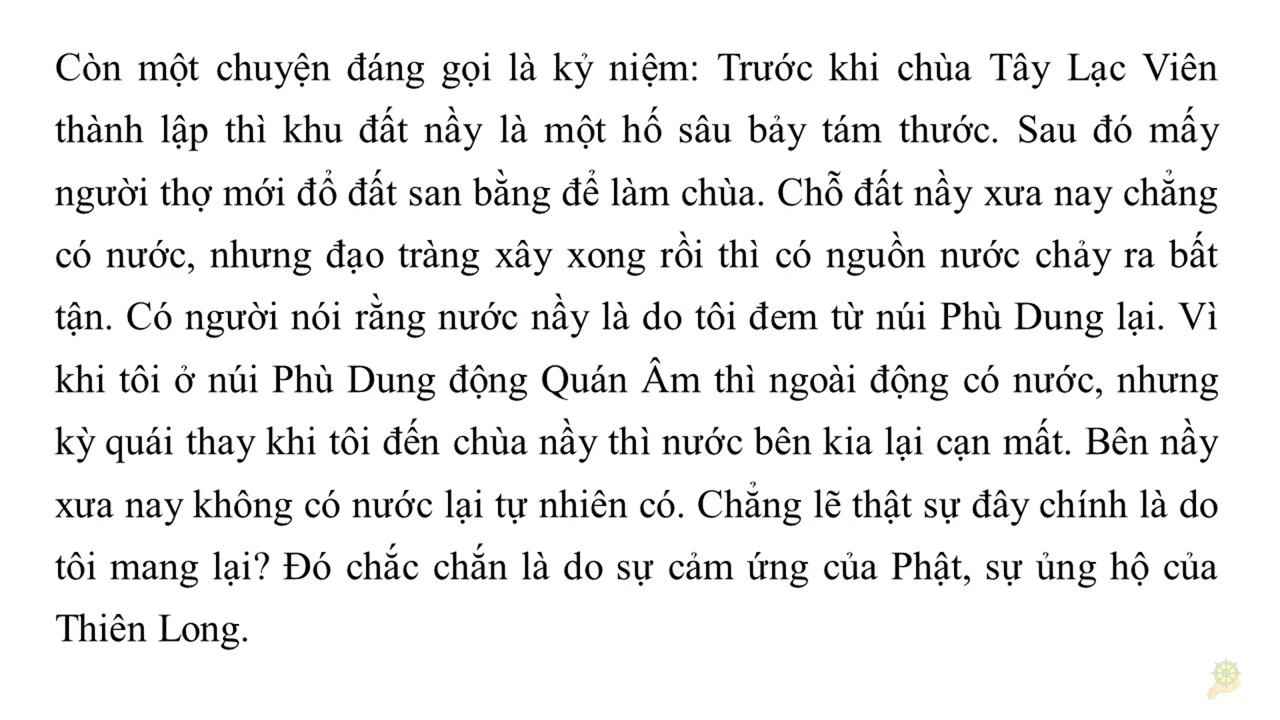 Còn một chuyện đáng gọi là kỷ niệm: Trước khi chùa Tây Lạc Viên
thành lập thì khu đất nầy là một hố sâu bảy tám thước. Sau đó mấy
người thợ mới đổ đất san bằng để làm chùa. Chỗ đất nầy xưa nay chẳng
có nước, nhưng đạo tràng xây xong rồi thì có nguồn nước chảy ra bất
tận. Có người nói rằng nước nầy là do tôi đem từ núi Phù Dung lại. Vì
khi tôi ở núi Phù Dung động Quán Âm thì ngoài động có nước, nhưng
kỳ quái thay khi tôi đến chùa nầy thì nước bên kia lại cạn mất. Bên nầy
xưa nay không có nước lại tự nhiên có. Chẳng lẽ thật sự đây chính là do
tôi mang lại? Đó chắc chắn là do sự cảm ứng của Phật, sự ủng hộ của
Thiên Long.